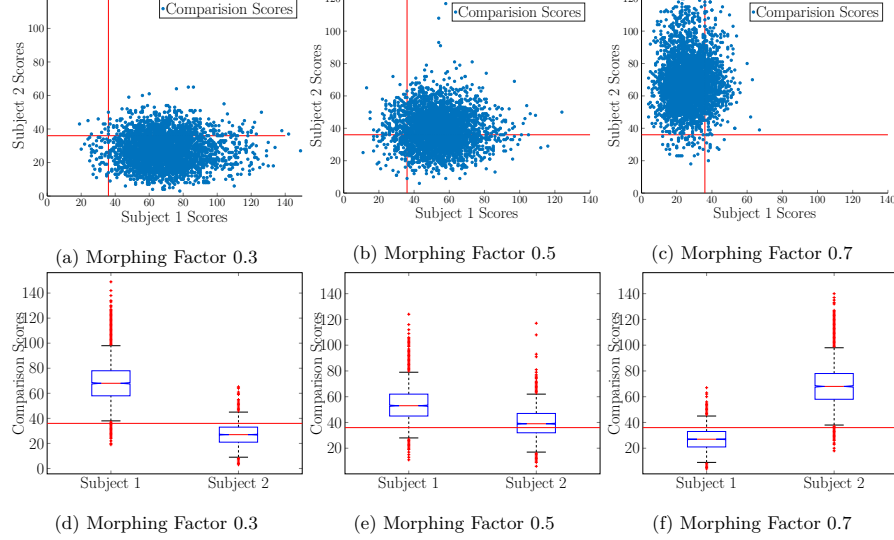 Comparision Scores
Comparision Scores
Comparision Scores
Subject 2 Scores
Subject 2 Scores
Subject 2 Scores
100
80
60
40
20
0
100
80
60
40
20
0
100
80
60
40
20
0
0 20 40 60 80 100 120 140
0 20 40 60 80 100 120 140
0 20 40 60 80 100 120 140
Subject 1 Scores
Subject 1 Scores
Subject 1 Scores
(a) Morphing Factor 0.3
(b) Morphing Factor 0.5
(c) Morphing Factor 0.7
Comparison Scores
Comparison Scores
Comparison Scores
140
120
100
80
60
40
20
0
140
120
100
80
60
40
20
140
120
100
80
60
40
20
Subject 1 Subject 2
Subject 1 Subject 2
Subject 1 Subject 2
(d) Morphing Factor 0.3
(e) Morphing Factor 0.5
(f) Morphing Factor 0.7